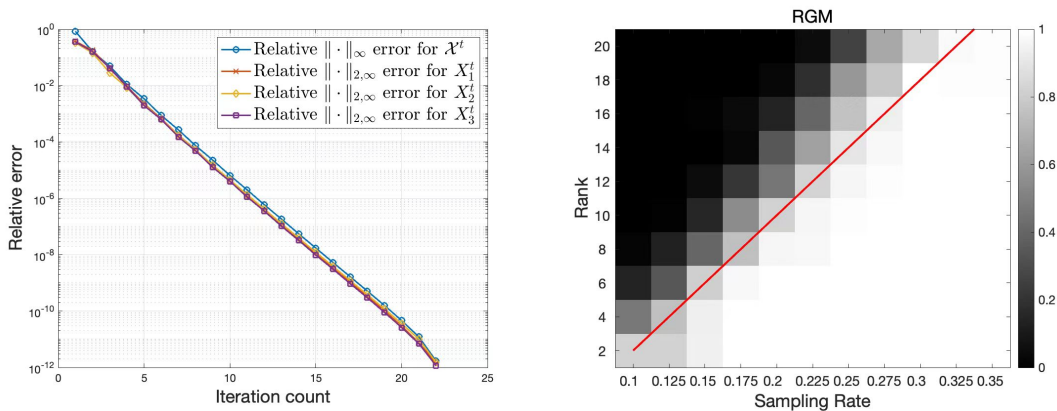 Relative error
10^0
10^-2
10^-4
10^-6
10^-8
10^-10
10^-12
0 5 10 15 20 25
Iteration count
Relative ‖ · ‖_∞ error for 𝒳^t
Relative ‖ · ‖_{2,∞} error for X_1^t
Relative ‖ · ‖_{2,∞} error for X_2^t
Relative ‖ · ‖_{2,∞} error for X_3^t
RGM
Rank
20
18
16
14
12
10
8
6
4
2
0.1 0.125 0.15 0.175 0.2 0.225 0.25 0.275 0.3 0.325 0.35
Sampling Rate
1
0.8
0.6
0.4
0.2
0